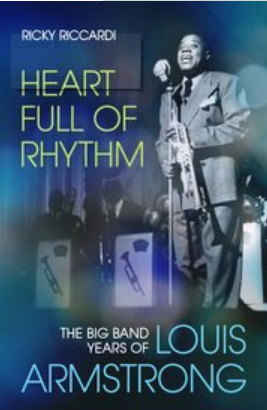 RICKY RICCARDI
HEART
FULL OF
RHYTHM
THE BIG BAND
YEARS OF LOUIS
ARMSTRONG